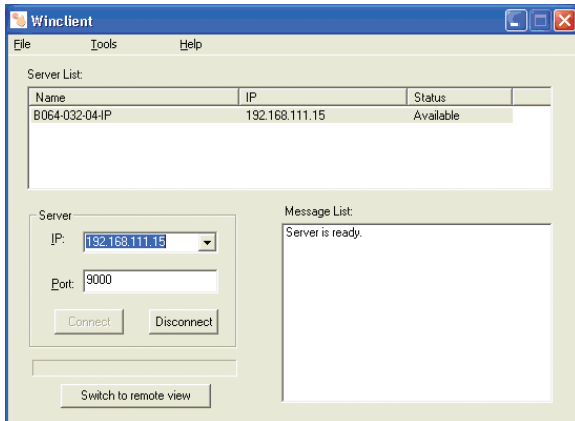 Winclient
File Tools Help
Server List:
Name IP Status
B064-032-04-IP 192.168.111.15 Available
Server
IP: 192.168.111.15
Port: 9000
Connect Disconnect
Switch to remote view
Message List:
Server is ready.